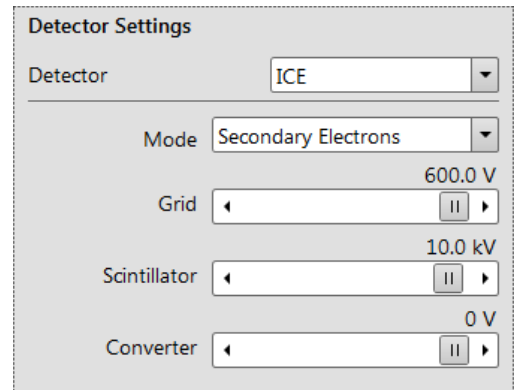 Detector Settings
Detector ICE
Mode Secondary Electrons
600.0 V
Grid
10.0 kV
Scintillator
0 V
Converter